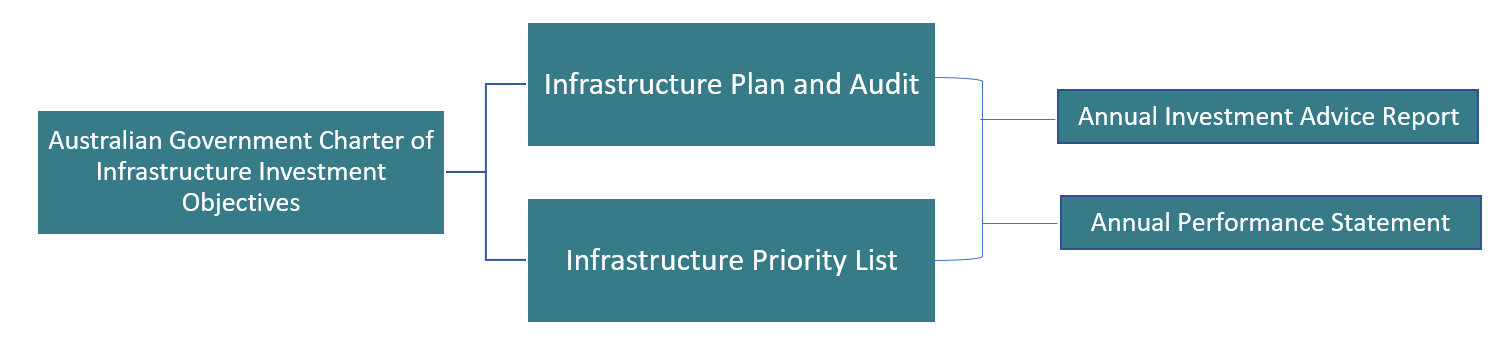 Australian Government Charter of
Infrastructure Investment
Objectives
Infrastructure Plan and Audit
Infrastructure Priority List
Annual Investment Advice Report
Annual Performance Statement